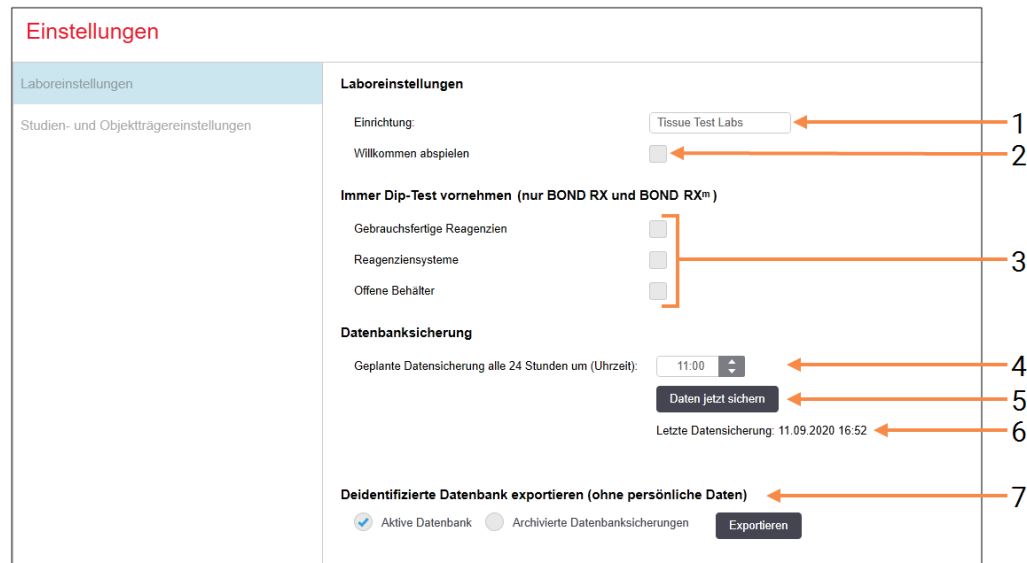 Einstellungen
Laboreinstellungen
Studien- und Objektträgereinstellungen
Laboreinstellungen
Einrichtung: Tissue Test Labs 1
Willkommen abspielen 2
Immer Dip-Test vornehmen (nur BOND RX und BOND RXᵐ)
Gebrauchsfertige Reagenzien
Reagenziensysteme 3
Offene Behälter
Datenbanksicherung
Geplante Datensicherung alle 24 Stunden um (Uhrzeit): 11:00 4
Daten jetzt sichern 5
Letzte Datensicherung: 11.09.2020 16:52 6
Deidentifizierte Datenbank exportieren (ohne persönliche Daten) 7
Aktive Datenbank Archivierte Datenbanksicherungen Exportieren